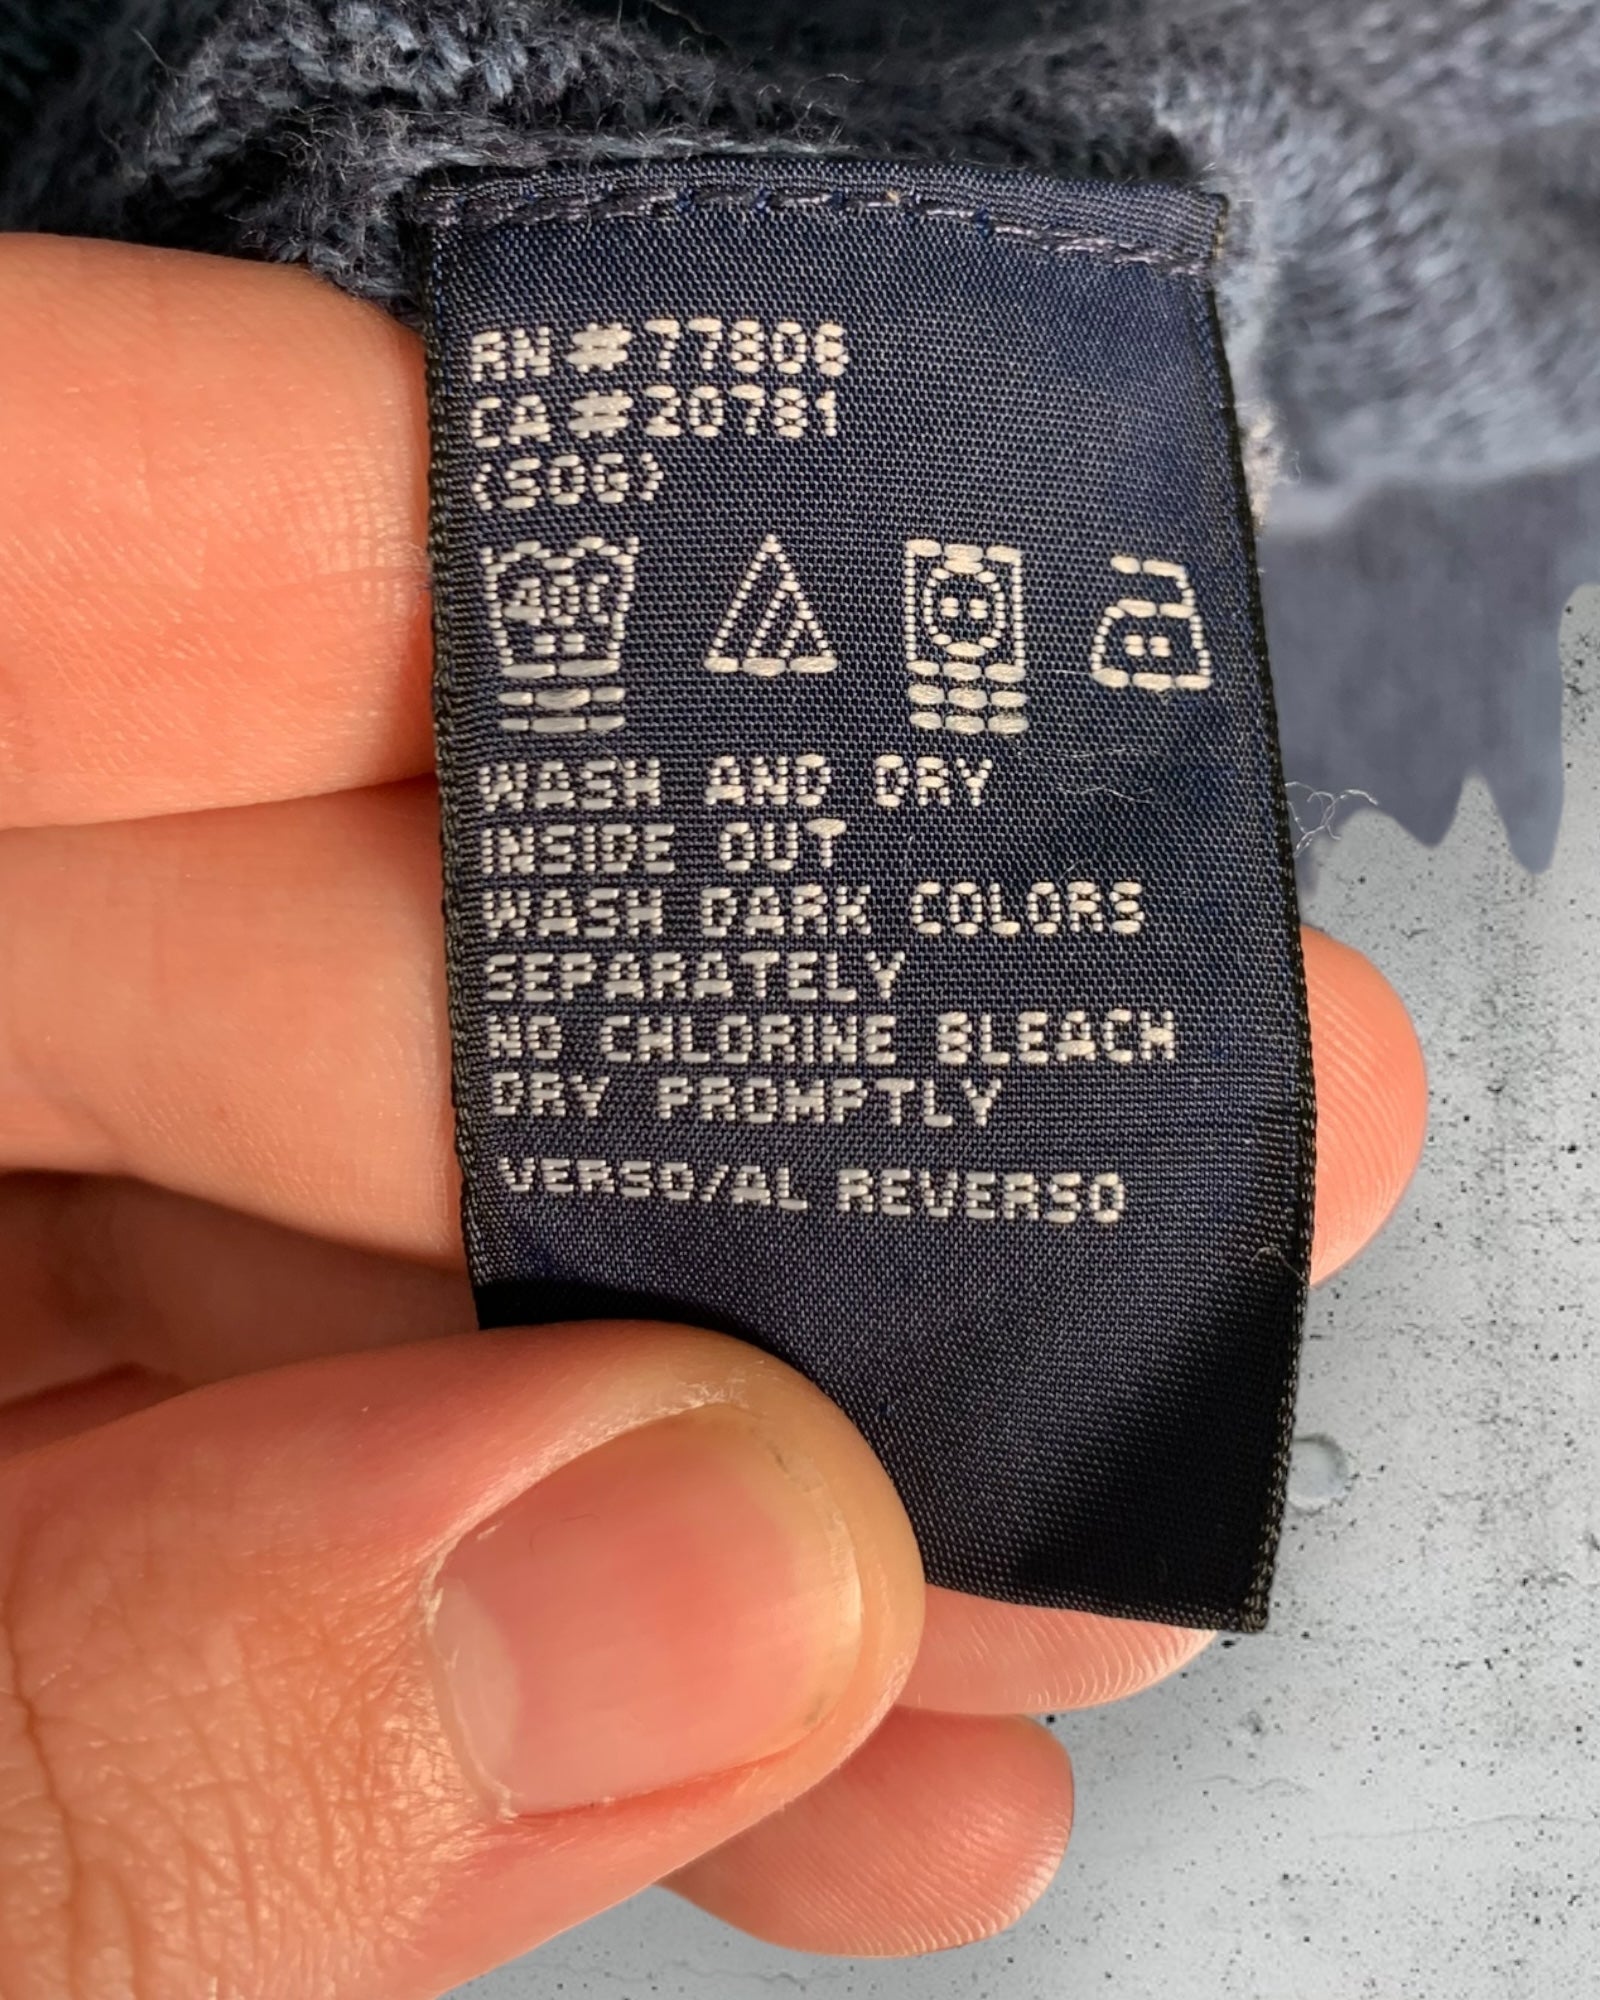 RN #77806
CA #20781
(SOG)
WASH AND DRY
INSIDE OUT
WASH DARK COLORS
SEPARATELY
NO CHLORINE BLEACH
DRY PROMPTLY
VERSO/AL REVERSO